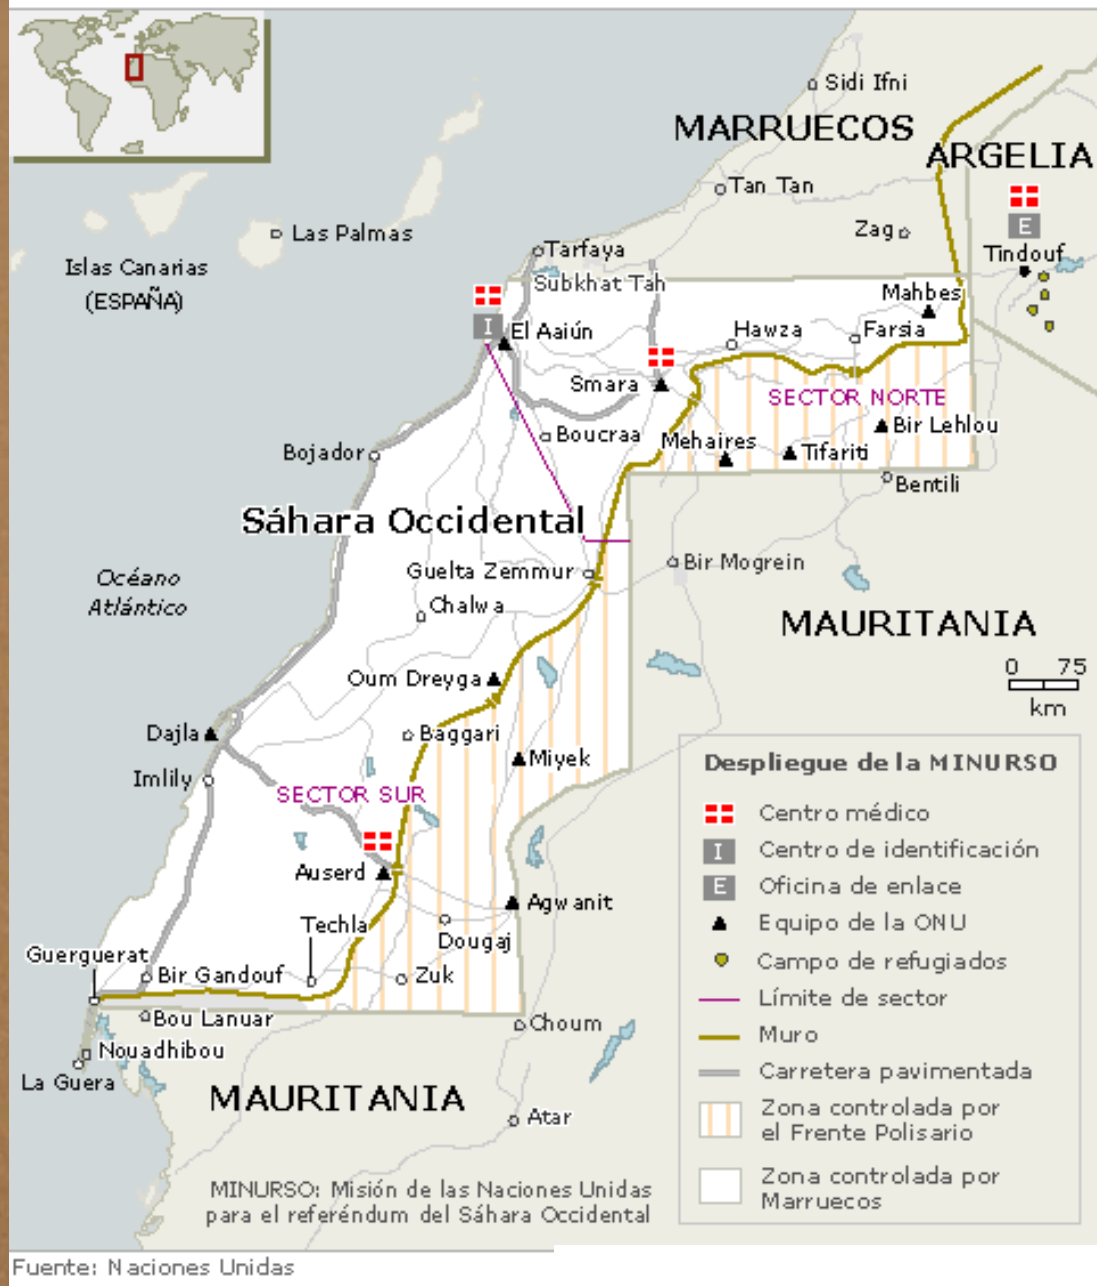 Sidi Ifni
MARRUECOS
ARGELIA
Tan Tan
E
Las Palmas
Zag
Tarfaya
Tindouf
Islas Canarias
(ESPAÑA)
Subkhat Tah
Mahbes
I
El Aaiún
Hawza
Farsia
Smara
SECTOR NORTE
Bir Lehlou
Boucraa
Mehaires
Tifariti
Bojador
Bentili
Sáhara Occidental
Bir Mogrein
Guelta Zemmur
Océano
Atlántico
Chalwa
MAURITANIA
Oum Dreyga
0 75
km
Dajla
Baggari
Miyek
Imlily
SECTOR SUR
Auserd
Agwanit
Techla
Dougaj
Guerguerat
Bir Gandouf
Zuk
Bou Lanuar
Choum
Nouadhibou
La Guera
MAURITANIA
Atar
Despliegue de la MINURSO
Centro médico
I Centro de identificación
E Oficina de enlace
Equipo de la ONU
Campo de refugiados
Límite de sector
Muro
Carretera pavimentada
Zona controlada por
el Frente Polisario
Zona controlada por
Marruecos
MINURSO: Misión de las Naciones Unidas
para el referéndum del Sáhara Occidental
Fuente: Naciones Unidas